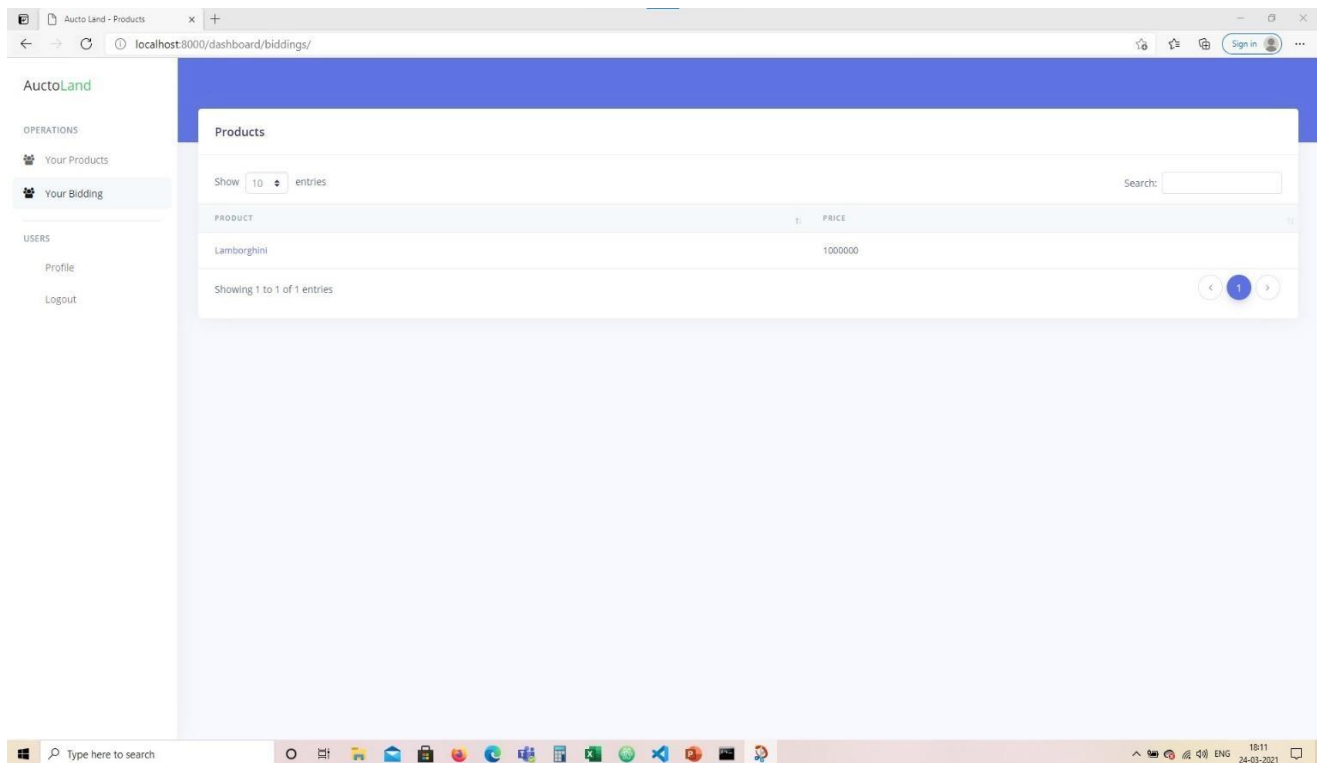 Aucto Land - Products
localhost:8000/dashboard/biddings/
Sign in
AuctoLand
OPERATIONS
Your Products
Your Bidding
USERS
Profile
Logout
Products
Show 10 entries
Search:
PRODUCT PRICE
Lamborghini 1000000
Showing 1 to 1 of 1 entries
1
Type here to search
ENG
18:11
24-03-2021